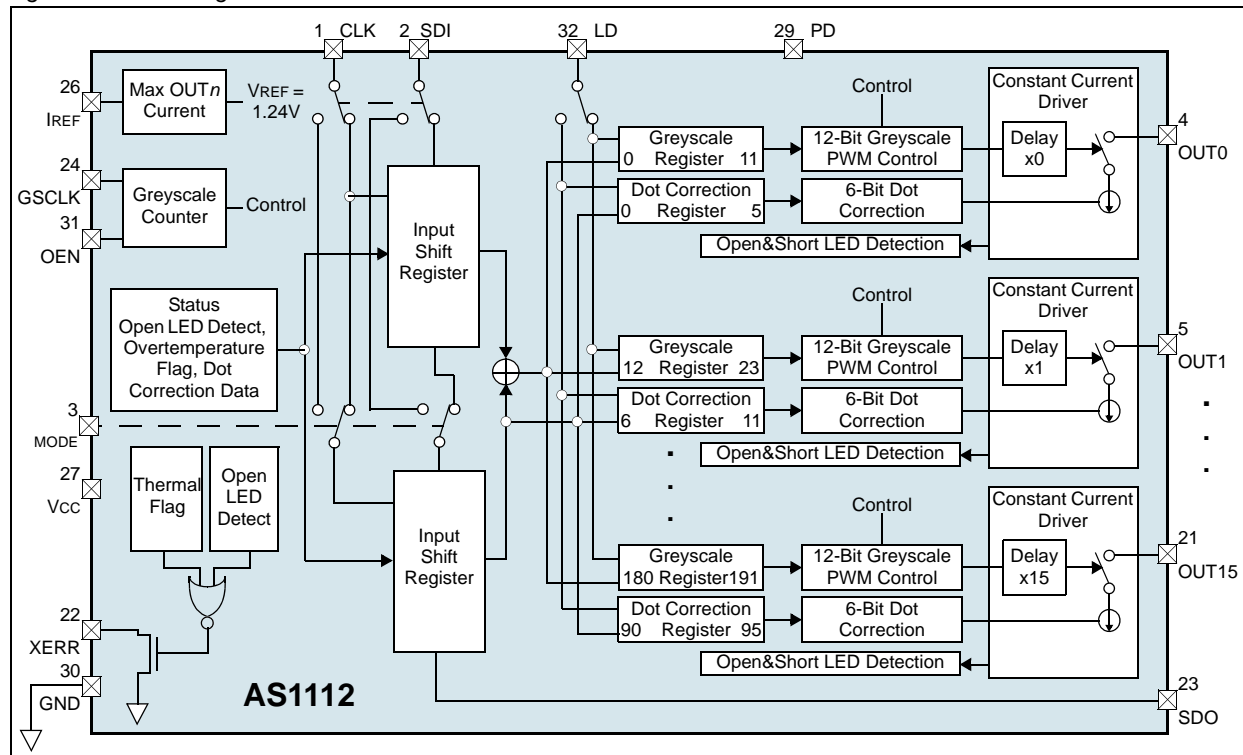 1 CLK
2 SDI
32 LD
29 PD
26
IREF
Max OUTn
Current
VREF =
1.24V
24
GSCLK
31
OEN
Greyscale
Counter
Control
Status
Open LED Detect,
Overtemperature
Flag, Dot
Correction Data
3
MODE
27
VCC
Thermal
Flag
Open
LED
Detect
22
XERR
30
GND
AS1112
Input
Shift
Register
Input
Shift
Register
Greyscale
0 Register 11
Dot Correction
0 Register 5
Control
12-Bit Greyscale
PWM Control
6-Bit Dot
Correction
Open&Short LED Detection
Constant Current
Driver
Delay
x0
4
OUT0
Greyscale
12 Register 23
Dot Correction
6 Register 11
Control
12-Bit Greyscale
PWM Control
6-Bit Dot
Correction
Open&Short LED Detection
Constant Current
Driver
Delay
x1
5
OUT1
Greyscale
180 Register191
Dot Correction
90 Register 95
Control
12-Bit Greyscale
PWM Control
6-Bit Dot
Correction
Open&Short LED Detection
Constant Current
Driver
Delay
x15
21
OUT15
23
SDO